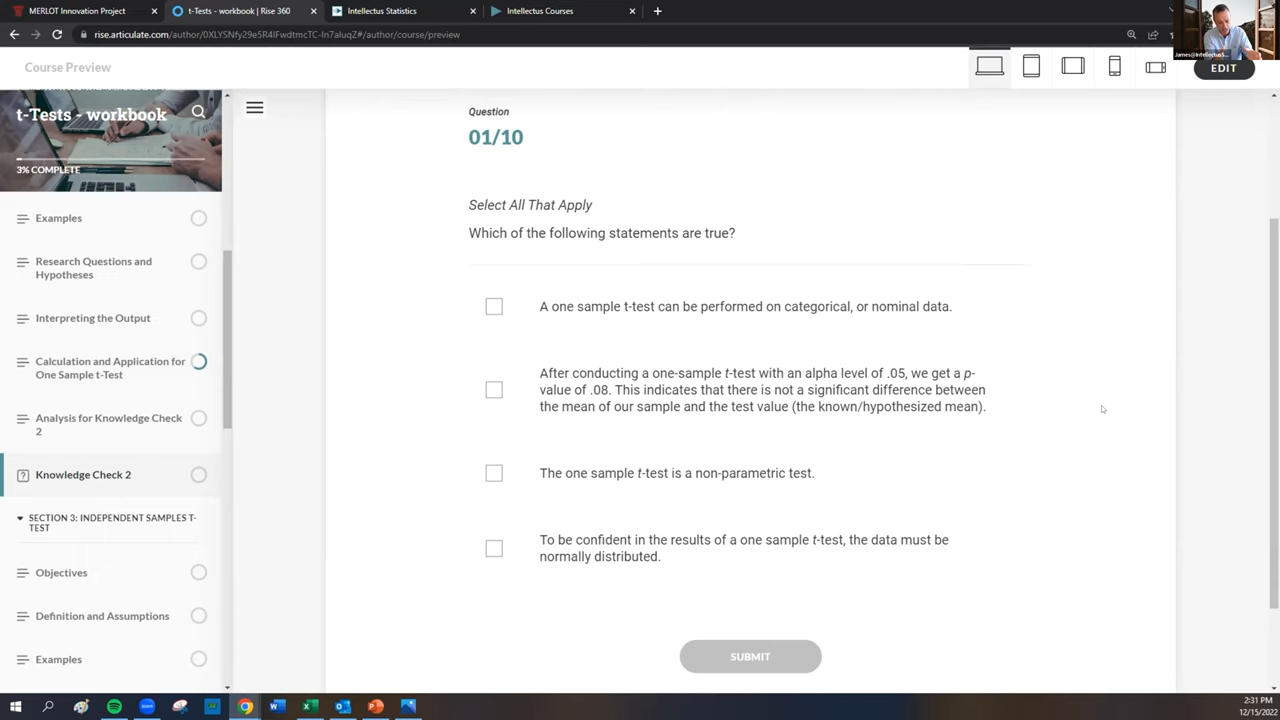 MERLOT Innovation Project
t-Tests - workbook | Rise 360
Intellectus Statistics
Intellectus Courses
rise.articulate.com/author/
#/author/course/preview
Course Preview
EDIT
t-Tests - workbook
3% COMPLETE
Examples
Research Questions and
Hypotheses
Interpreting the Output
Calculation and Application for
One Sample t-Test
Analysis for Knowledge Check
2
Knowledge Check 2
SECTION 3: INDEPENDENT SAMPLES T-
TEST
Objectives
Definition and Assumptions
Examples
Question
01/10
Select All That Apply
Which of the following statements are true?
A one sample t-test can be performed on categorical, or nominal data.
After conducting a one-sample t-test with an alpha level of .05, we get a p-
value of .08. This indicates that there is not a significant difference between
the mean of our sample and the test value (the known/hypothesized mean).
The one sample t-test is a non-parametric test.
To be confident in the results of a one sample t-test, the data must be
normally distributed.
SUBMIT
2:31 PM
12/15/2022